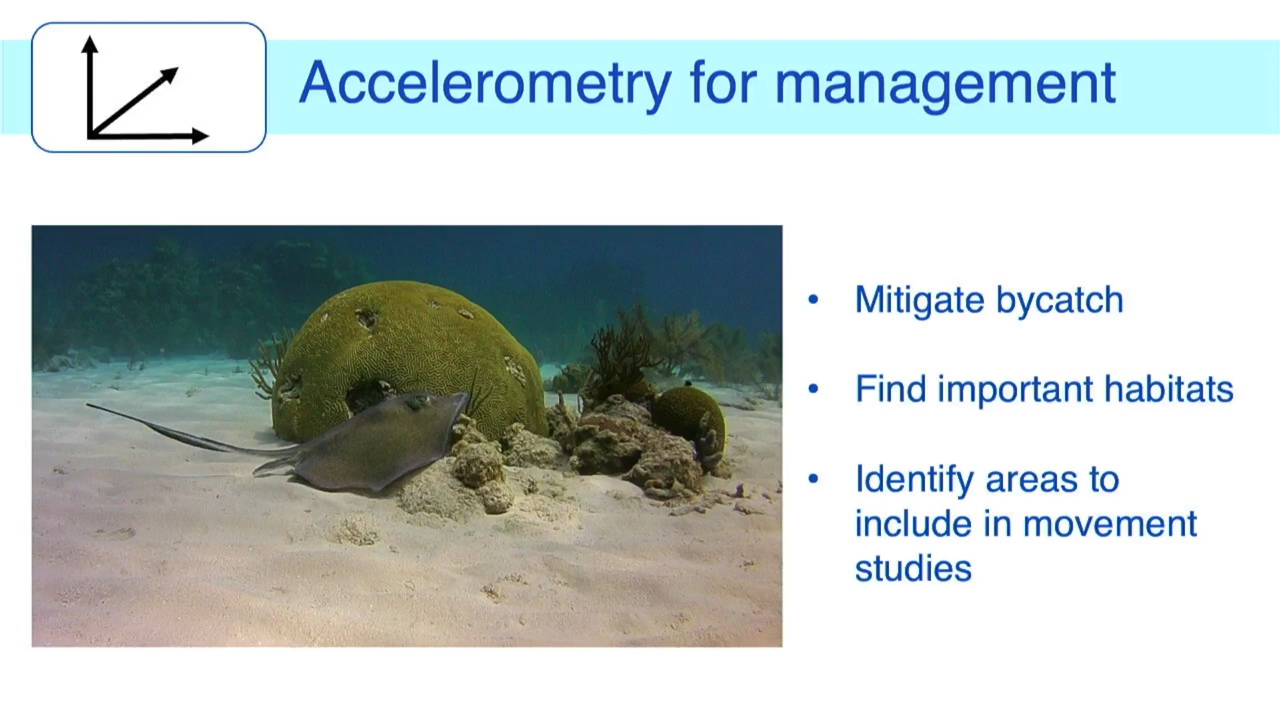 Accelerometry for management
• Mitigate bycatch
• Find important habitats
• Identify areas to
include in movement
studies